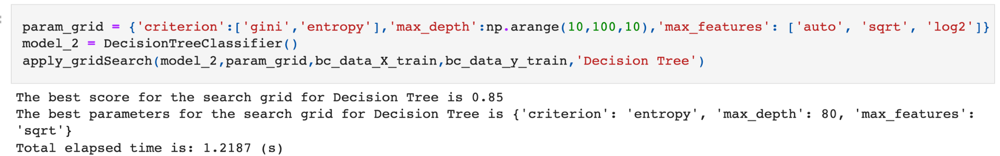 param_grid = {'criterion':['gini','entropy'],'max_depth':np.arange(10,100,10),'max_features': ['auto', 'sqrt', 'log2']}
model_2 = DecisionTreeClassifier()
apply_gridSearch(model_2,param_grid,bc_data_X_train,bc_data_y_train,'Decision Tree')
The best score for the search grid for Decision Tree is 0.85
The best parameters for the search grid for Decision Tree is {'criterion': 'entropy', 'max_depth': 80, 'max_features':
'sqrt'}
Total elapsed time is: 1.2187 (s)